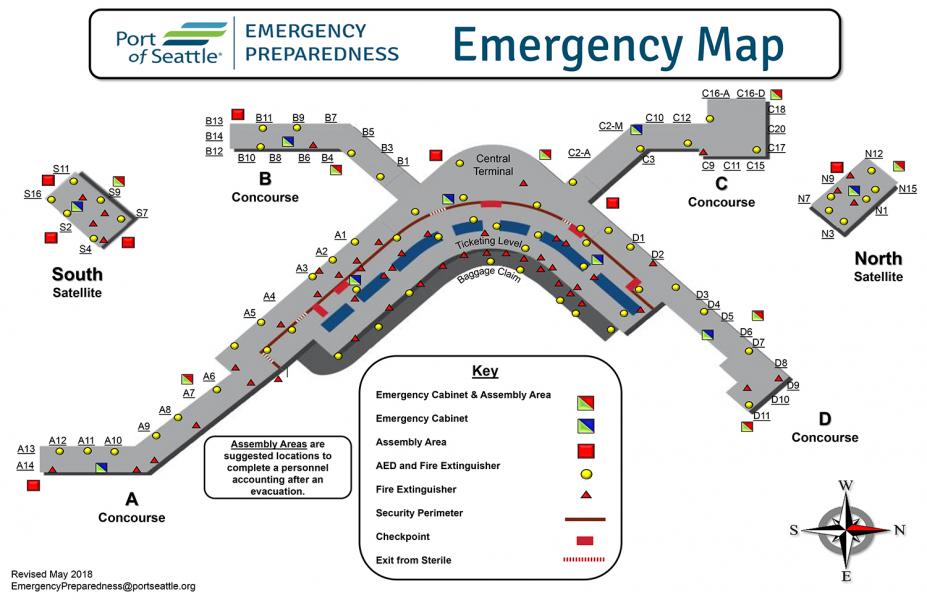 Port
of Seattle®
EMERGENCY
PREPAREDNESS
Emergency Map
B13
B11
B9
B7
B14
B5
B12
B10
B8
B6
B4
B3
B1
B
Concourse
Central
Terminal
C16-A
C16-D
C18
C2-M
C10
C12
C20
C2-A
C3
C9
C11
C15
C17
C
Concourse
S11
S16
S9
S7
S2
S4
South
Satellite
N12
N9
N15
N7
N1
N3
North
Satellite
Ticketing Level
Baggage Claim
A1
A2
A3
A4
A5
A6
A7
A8
A9
A10
A11
A12
A13
A14
A
Concourse
D1
D2
D3
D4
D5
D6
D7
D8
D9
D10
D11
D
Concourse
Assembly Areas are
suggested locations to
complete a personnel
accounting after an
evacuation.
Key
Emergency Cabinet & Assembly Area
Emergency Cabinet
Assembly Area
AED and Fire Extinguisher
Fire Extinguisher
Security Perimeter
Checkpoint
Exit from Sterile
W
S
N
E
Revised May 2018
EmergencyPreparedness@portseattle.org